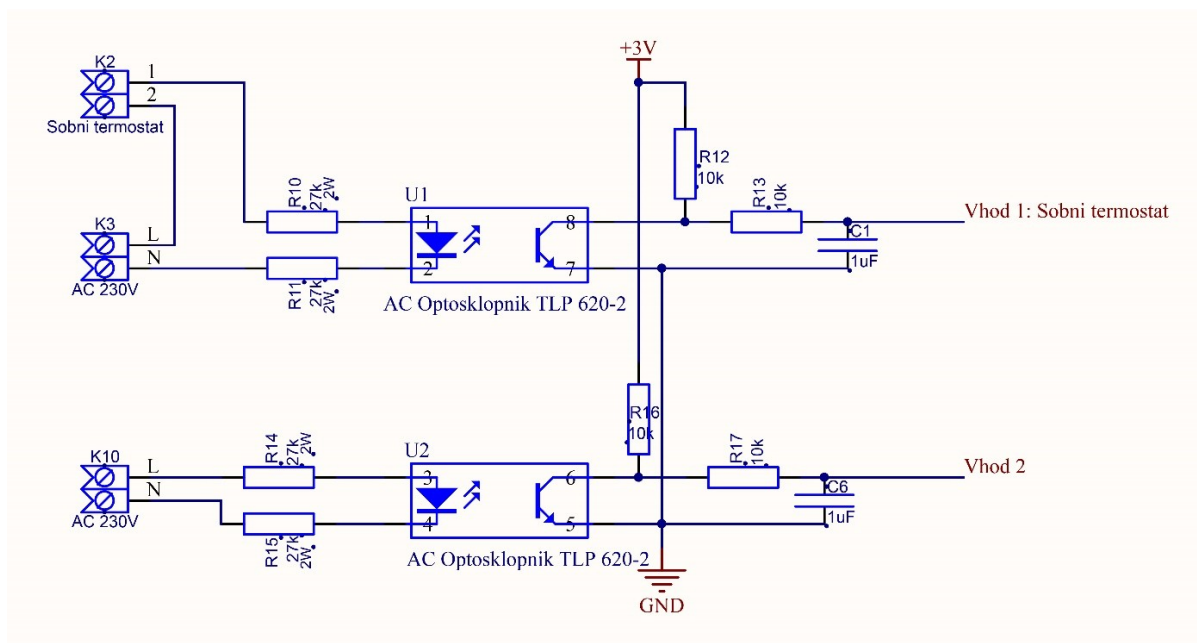 +3V
K2
1
2
Sobni termostat
R12
10k
R10
27k
2W
U1
R13
10k
Vhod 1: Sobni termostat
1
8
C1
1uF
K3
L
N
AC 230V
2
7
R11
27k
2W
AC Optosklopnik TLP 620-2
R16
10k
R14
27k
2W
U2
R17
10k
K10
L
N
AC 230V
3
6
Vhod 2
C6
1uF
4
5
R15
27k
2W
AC Optosklopnik TLP 620-2
GND